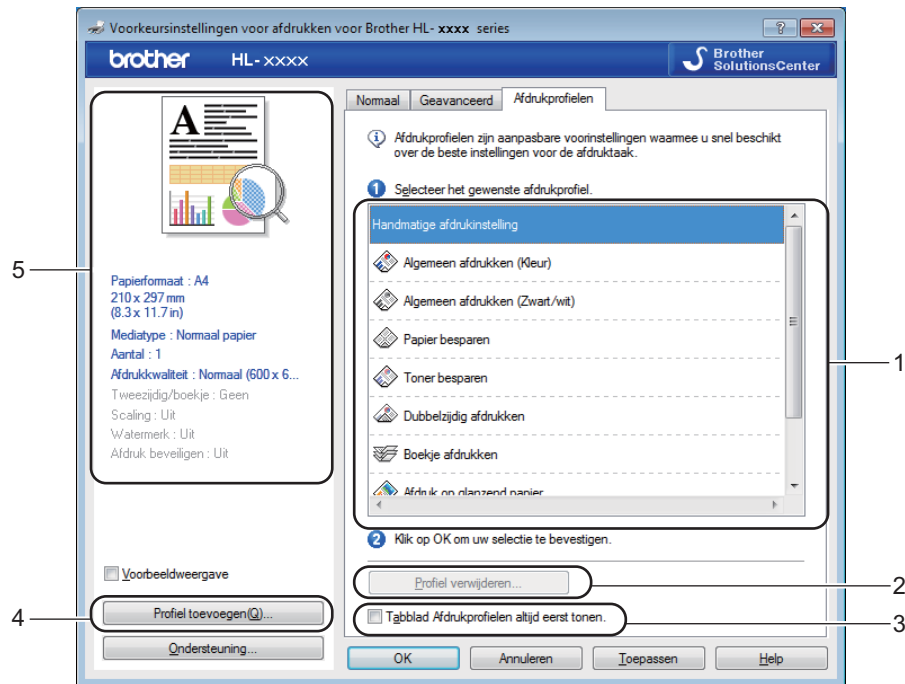 Voorkeursinstellingen voor afdrukken voor Brother HL- xxxx series
brother HL-xxxx
Brother
SolutionsCenter
A
Papierformaat : A4
210 x 297 mm
(8.3 x 11.7 in)
Mediatype : Normaal papier
Aantal : 1
Afdrukkwaliteit : Normaal (600 x 6...
Tweezijdig/boekje : Geen
Scaling : Uit
Watermerk : Uit
Afdruk beveiligen : Uit
5
Voorbeeldweergave
Profiel toevoegen(Q)...
4
Ondersteuning...
Normaal Geavanceerd Afdrukprofielen
Afdrukprofielen zijn aanpasbare voorinstellingen waarmee u snel beschikt
over de beste instellingen voor de afdruktaak.
1 Selecteer het gewenste afdrukprofiel.
Handmatige afdrukinstelling
Algemeen afdrukken (Kleur)
Algemeen afdrukken (Zwart/wit)
Papier besparen
Toner besparen
Dubbelzijdig afdrukken
Boekje afdrukken
Afdruk op glanzend papier
1
2 Klik op OK om uw selectie te bevestigen.
Profiel verwijderen...
2
Tabblad Afdrukprofielen altijd eerst tonen.
3
OK Annuleren Toepassen Help